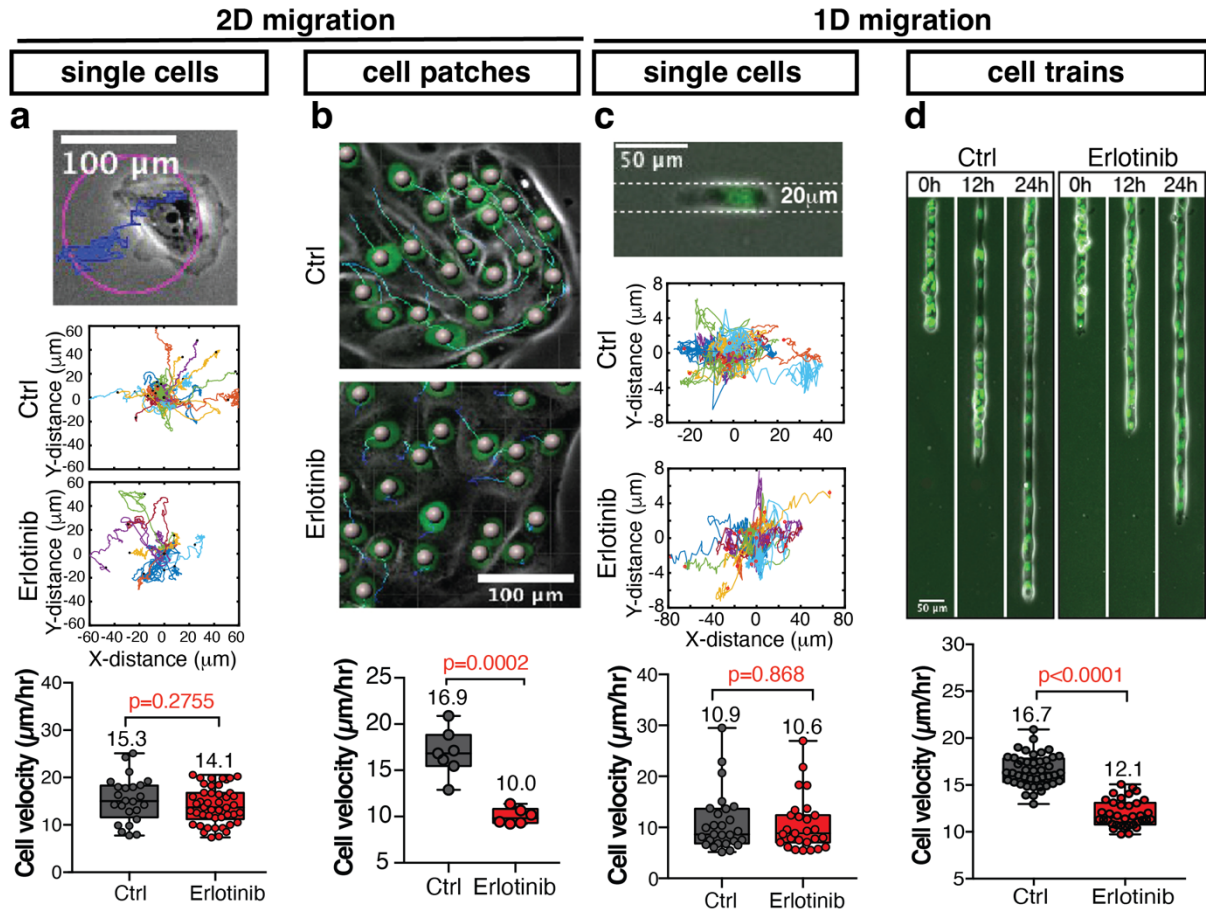 2D migration
1D migration
single cells
cell patches
single cells
cell trains
a
100 µm
Ctrl
Y-distance (µm)
60
40
20
0
-20
-40
-60
Erlotinib
Y-distance (µm)
60
40
20
0
-20
-40
-60
-60 -40 -20 0 20 40 60
X-distance (µm)
Cell velocity (µm/hr)
40
30
20
10
0
p=0.2755
15.3
14.1
Ctrl Erlotinib
b
Ctrl
Erlotinib
100 µm
25
20
15
10
5
Cell velocity (µm/hr)
p=0.0002
16.9
10.0
Ctrl Erlotinib
c
50 µm
20µm
Ctrl
Y-distance (µm)
8
4
0
-4
-8
-20 0 20 40
Erlotinib
Y-distance (µm)
8
4
0
-4
-8
-80 -40 0 40 80
X-distance (µm)
Cell velocity (µm/hr)
40
30
20
10
0
p=0.868
10.9
10.6
Ctrl Erlotinib
d
Ctrl Erlotinib
0h 12h 24h 0h 12h 24h
50 µm
Cell velocity (µm/hr)
30
25
20
15
10
5
p<0.0001
16.7
12.1
Ctrl Erlotinib